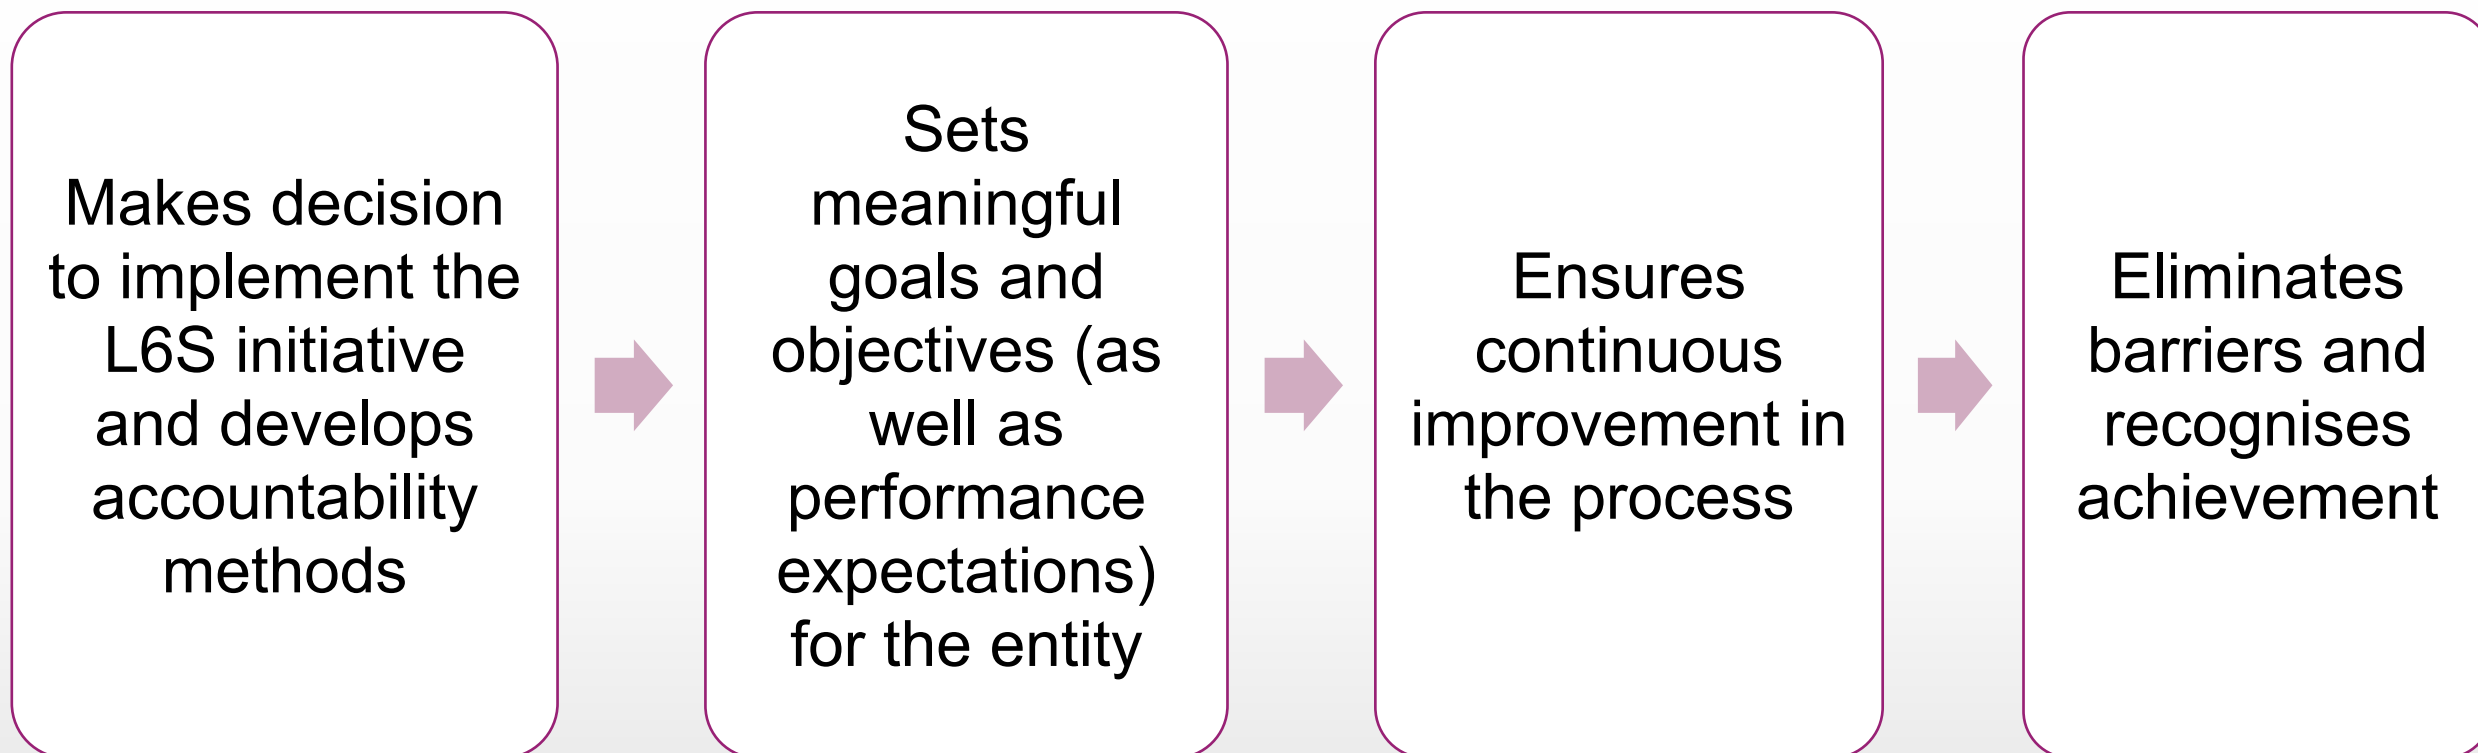 Makes decision
to implement the
L6S initiative
and develops
accountability
methods
Sets
meaningful
goals and
objectives (as
well as
performance
expectations)
for the entity
Ensures
continuous
improvement in
the process
Eliminates
barriers and
recognises
achievement